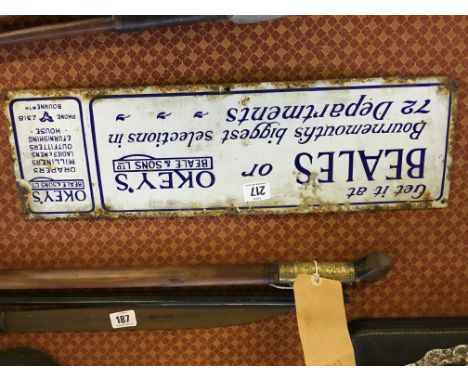 Get it at
BEALES or OKEY'S
BEALE & SONS LTD
Bournemouth's biggest selections in
72 Departments
OKEY'S
BEALE & SONS LTD
DRAPERS
MILLINERS
LADIES & MENS
OUTFITTERS
& FURNISHING
- HOUSE -
PHONE 2318
BOURNEMTH
217
187